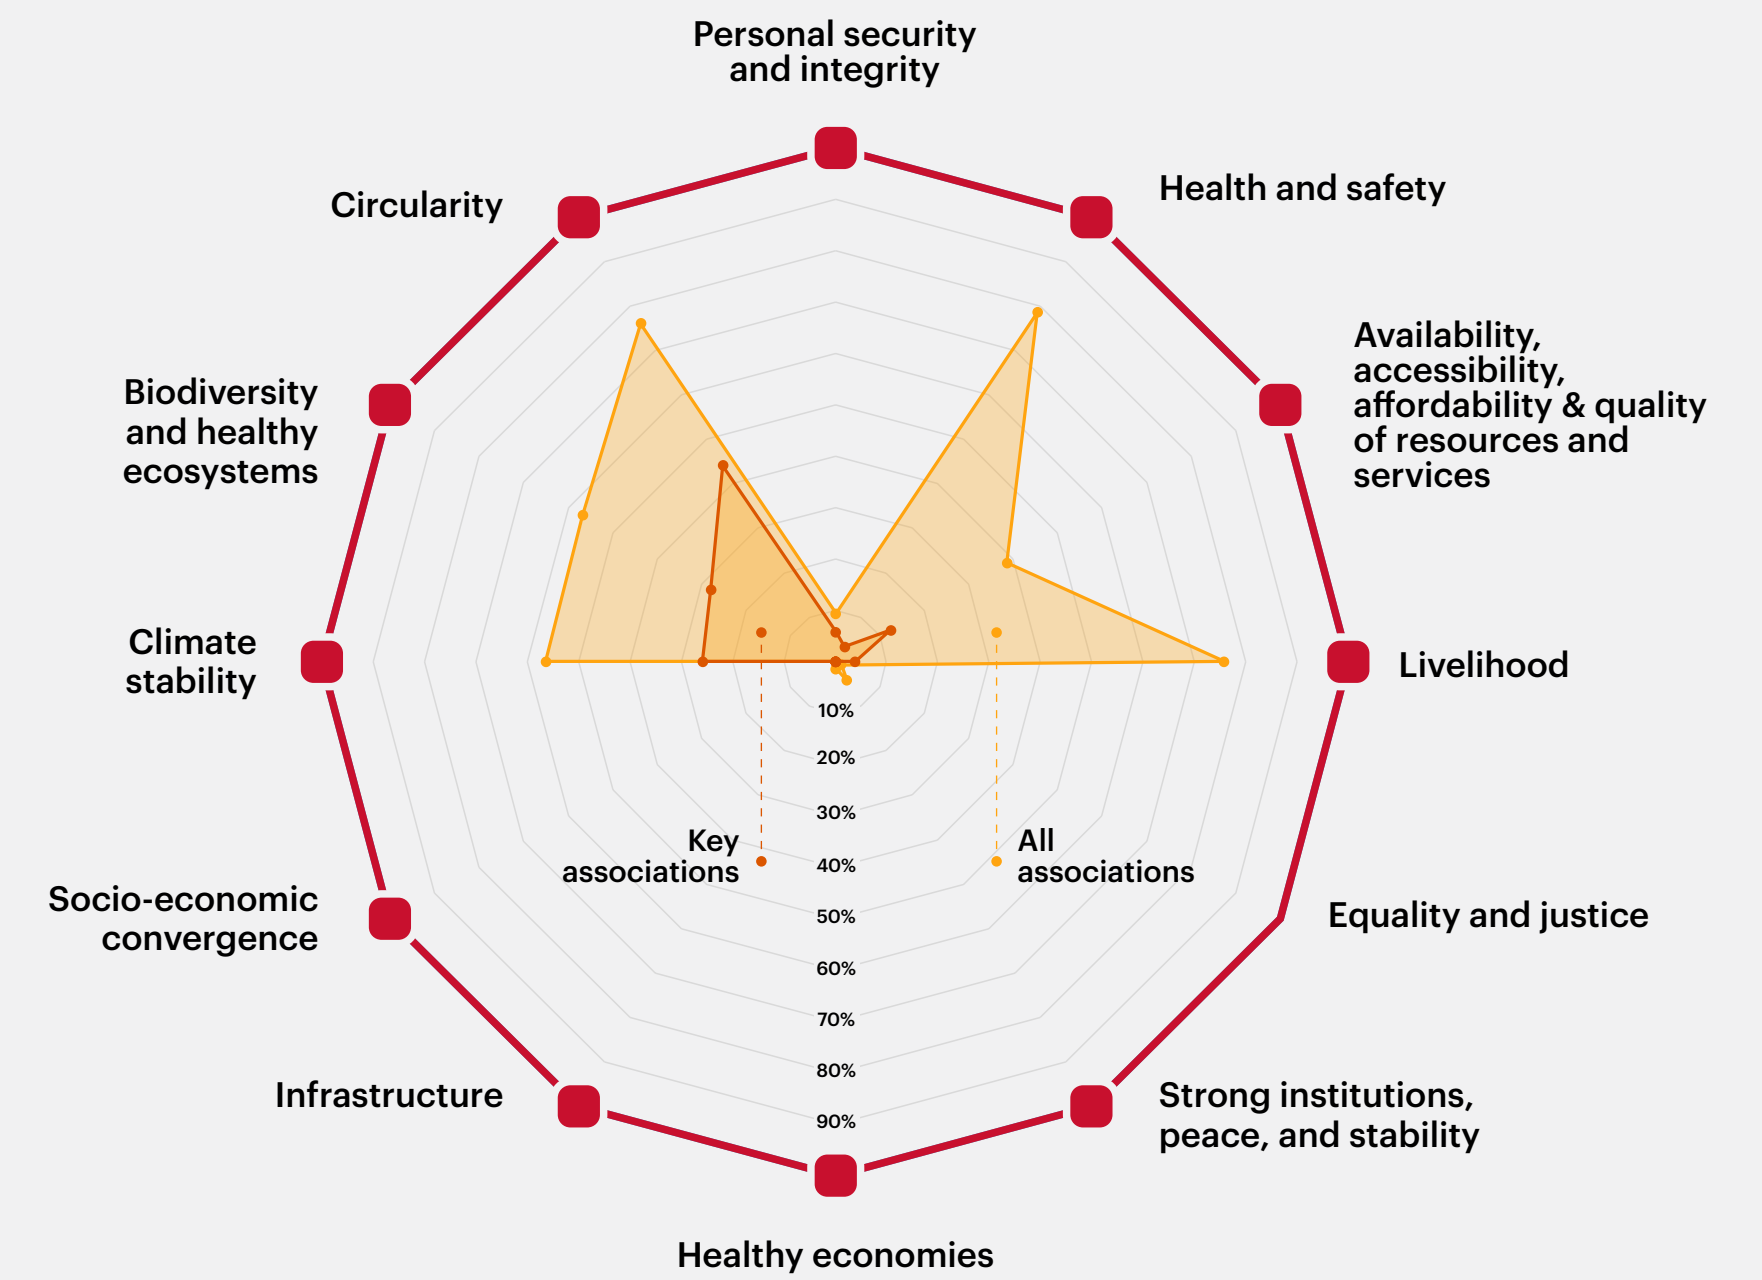 Personal security
and integrity
Health and safety
Circularity
Availability,
accessibility,
affordability & quality
of resources and
services
Biodiversity
and healthy
ecosystems
Climate
stability
Livelihood
10%
20%
30%
40%
50%
60%
70%
80%
90%
Key
associations
All
associations
Socio-economic
convergence
Equality and justice
Infrastructure
Strong institutions,
peace, and stability
Healthy economies